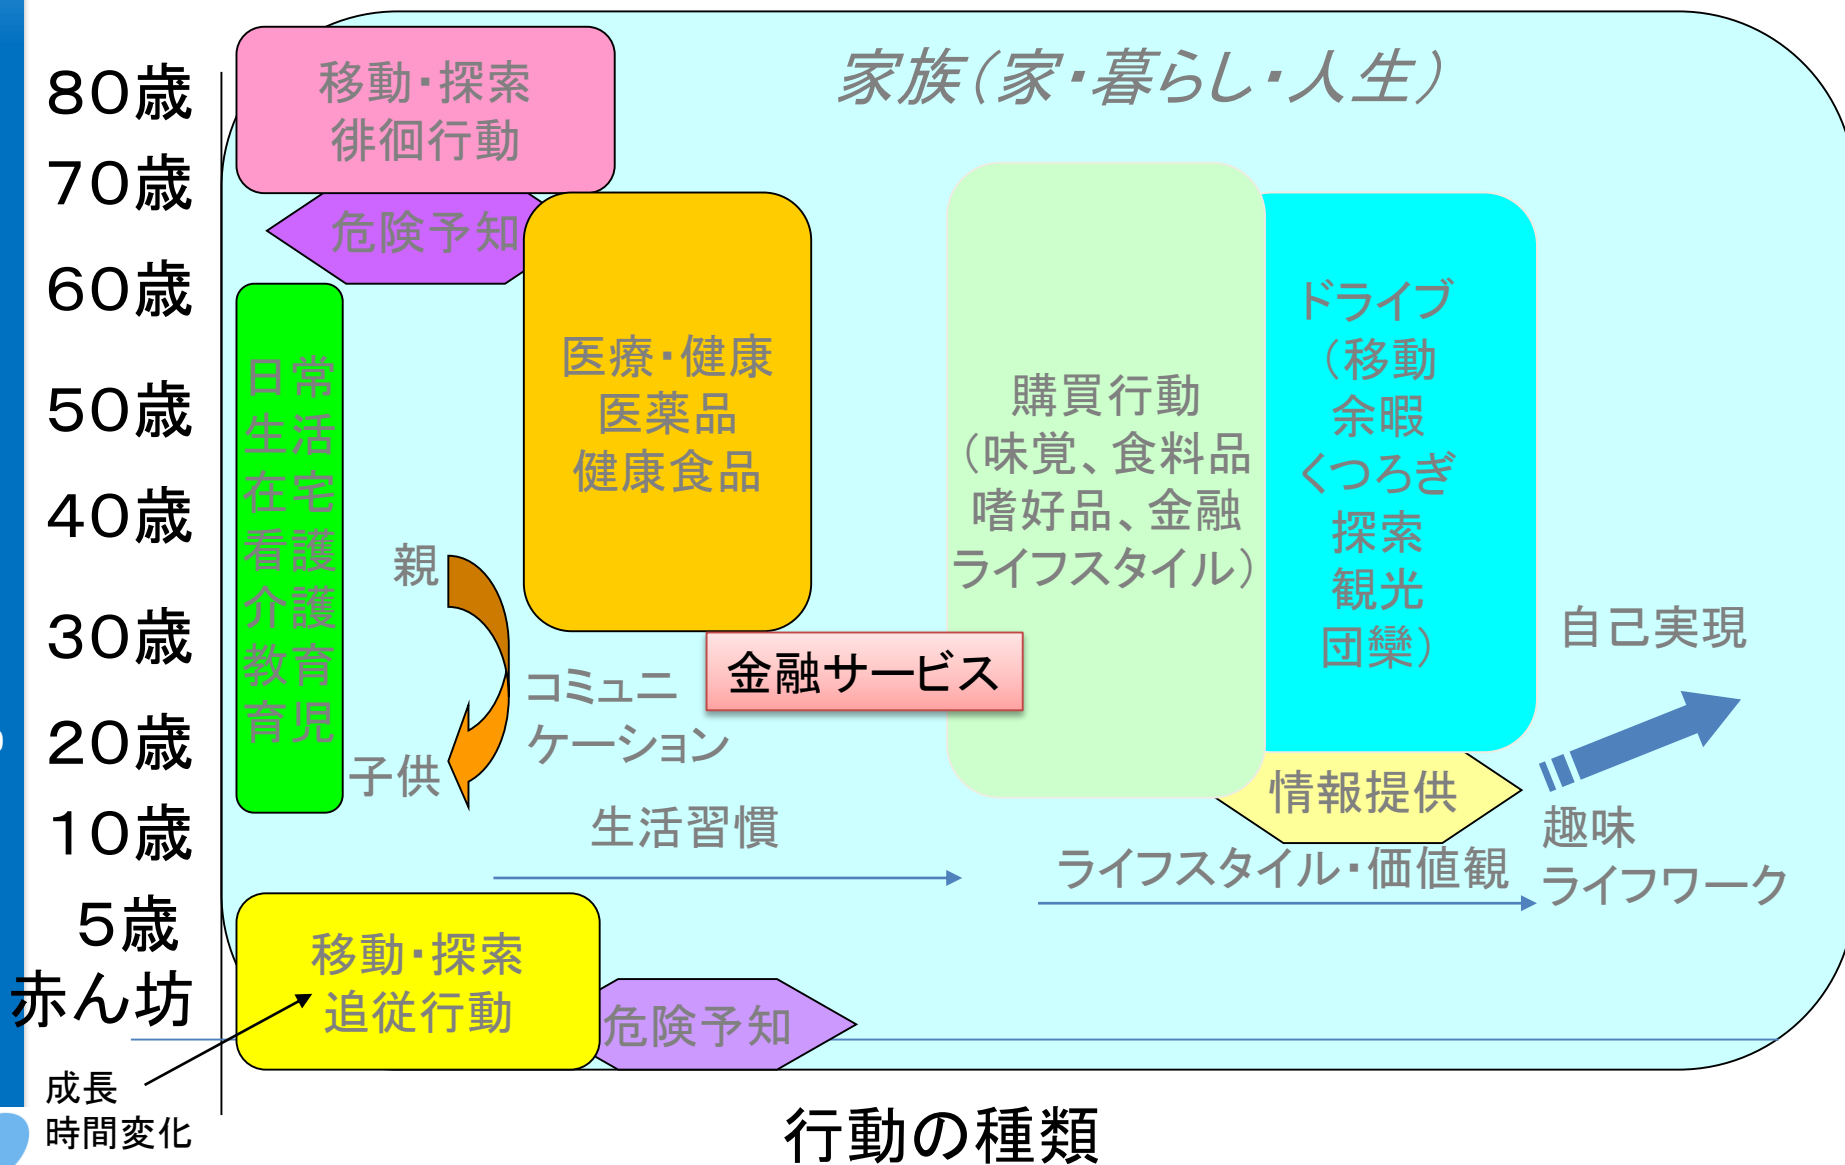 家族(家・暮らし・人生)
80歳
70歳
60歳
50歳
40歳
30歳
20歳
10歳
5歳
赤ん坊
成長
時間変化
移動・探索
徘徊行動
危険予知
日常
生活
在宅
看護
介護
教育
育児
医療・健康
医薬品
健康食品
親
子供
コミュニ
ケーション
金融サービス
購買行動
(味覚、食料品
嗜好品、金融
ライフスタイル)
ドライブ
(移動
余暇
くつろぎ
探索
観光
団欒)
情報提供
自己実現
趣味
ライフワーク
生活習慣
ライフスタイル・価値観
移動・探索
追従行動
危険予知
行動の種類